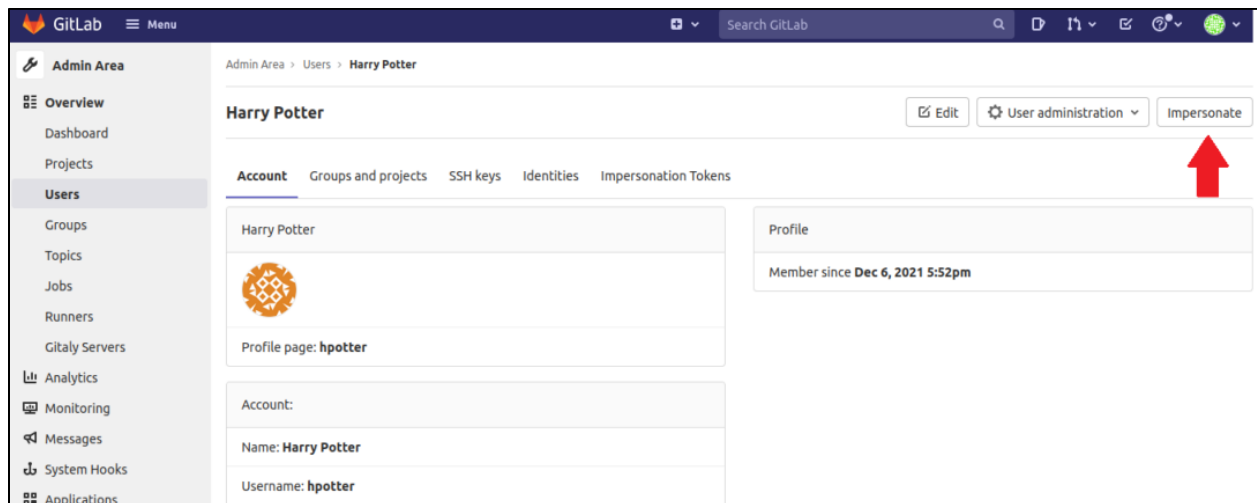 GitLab
Menu
Search GitLab
Admin Area
Overview
Dashboard
Projects
Users
Groups
Topics
Jobs
Runners
Gitaly Servers
Analytics
Monitoring
Messages
System Hooks
Applications
Admin Area > Users > Harry Potter
Harry Potter
Edit
User administration
Impersonate
Account Groups and projects SSH keys Identities Impersonation Tokens
Harry Potter
Profile page: hpotter
Account:
Name: Harry Potter
Username: hpotter
Profile
Member since Dec 6, 2021 5:52pm